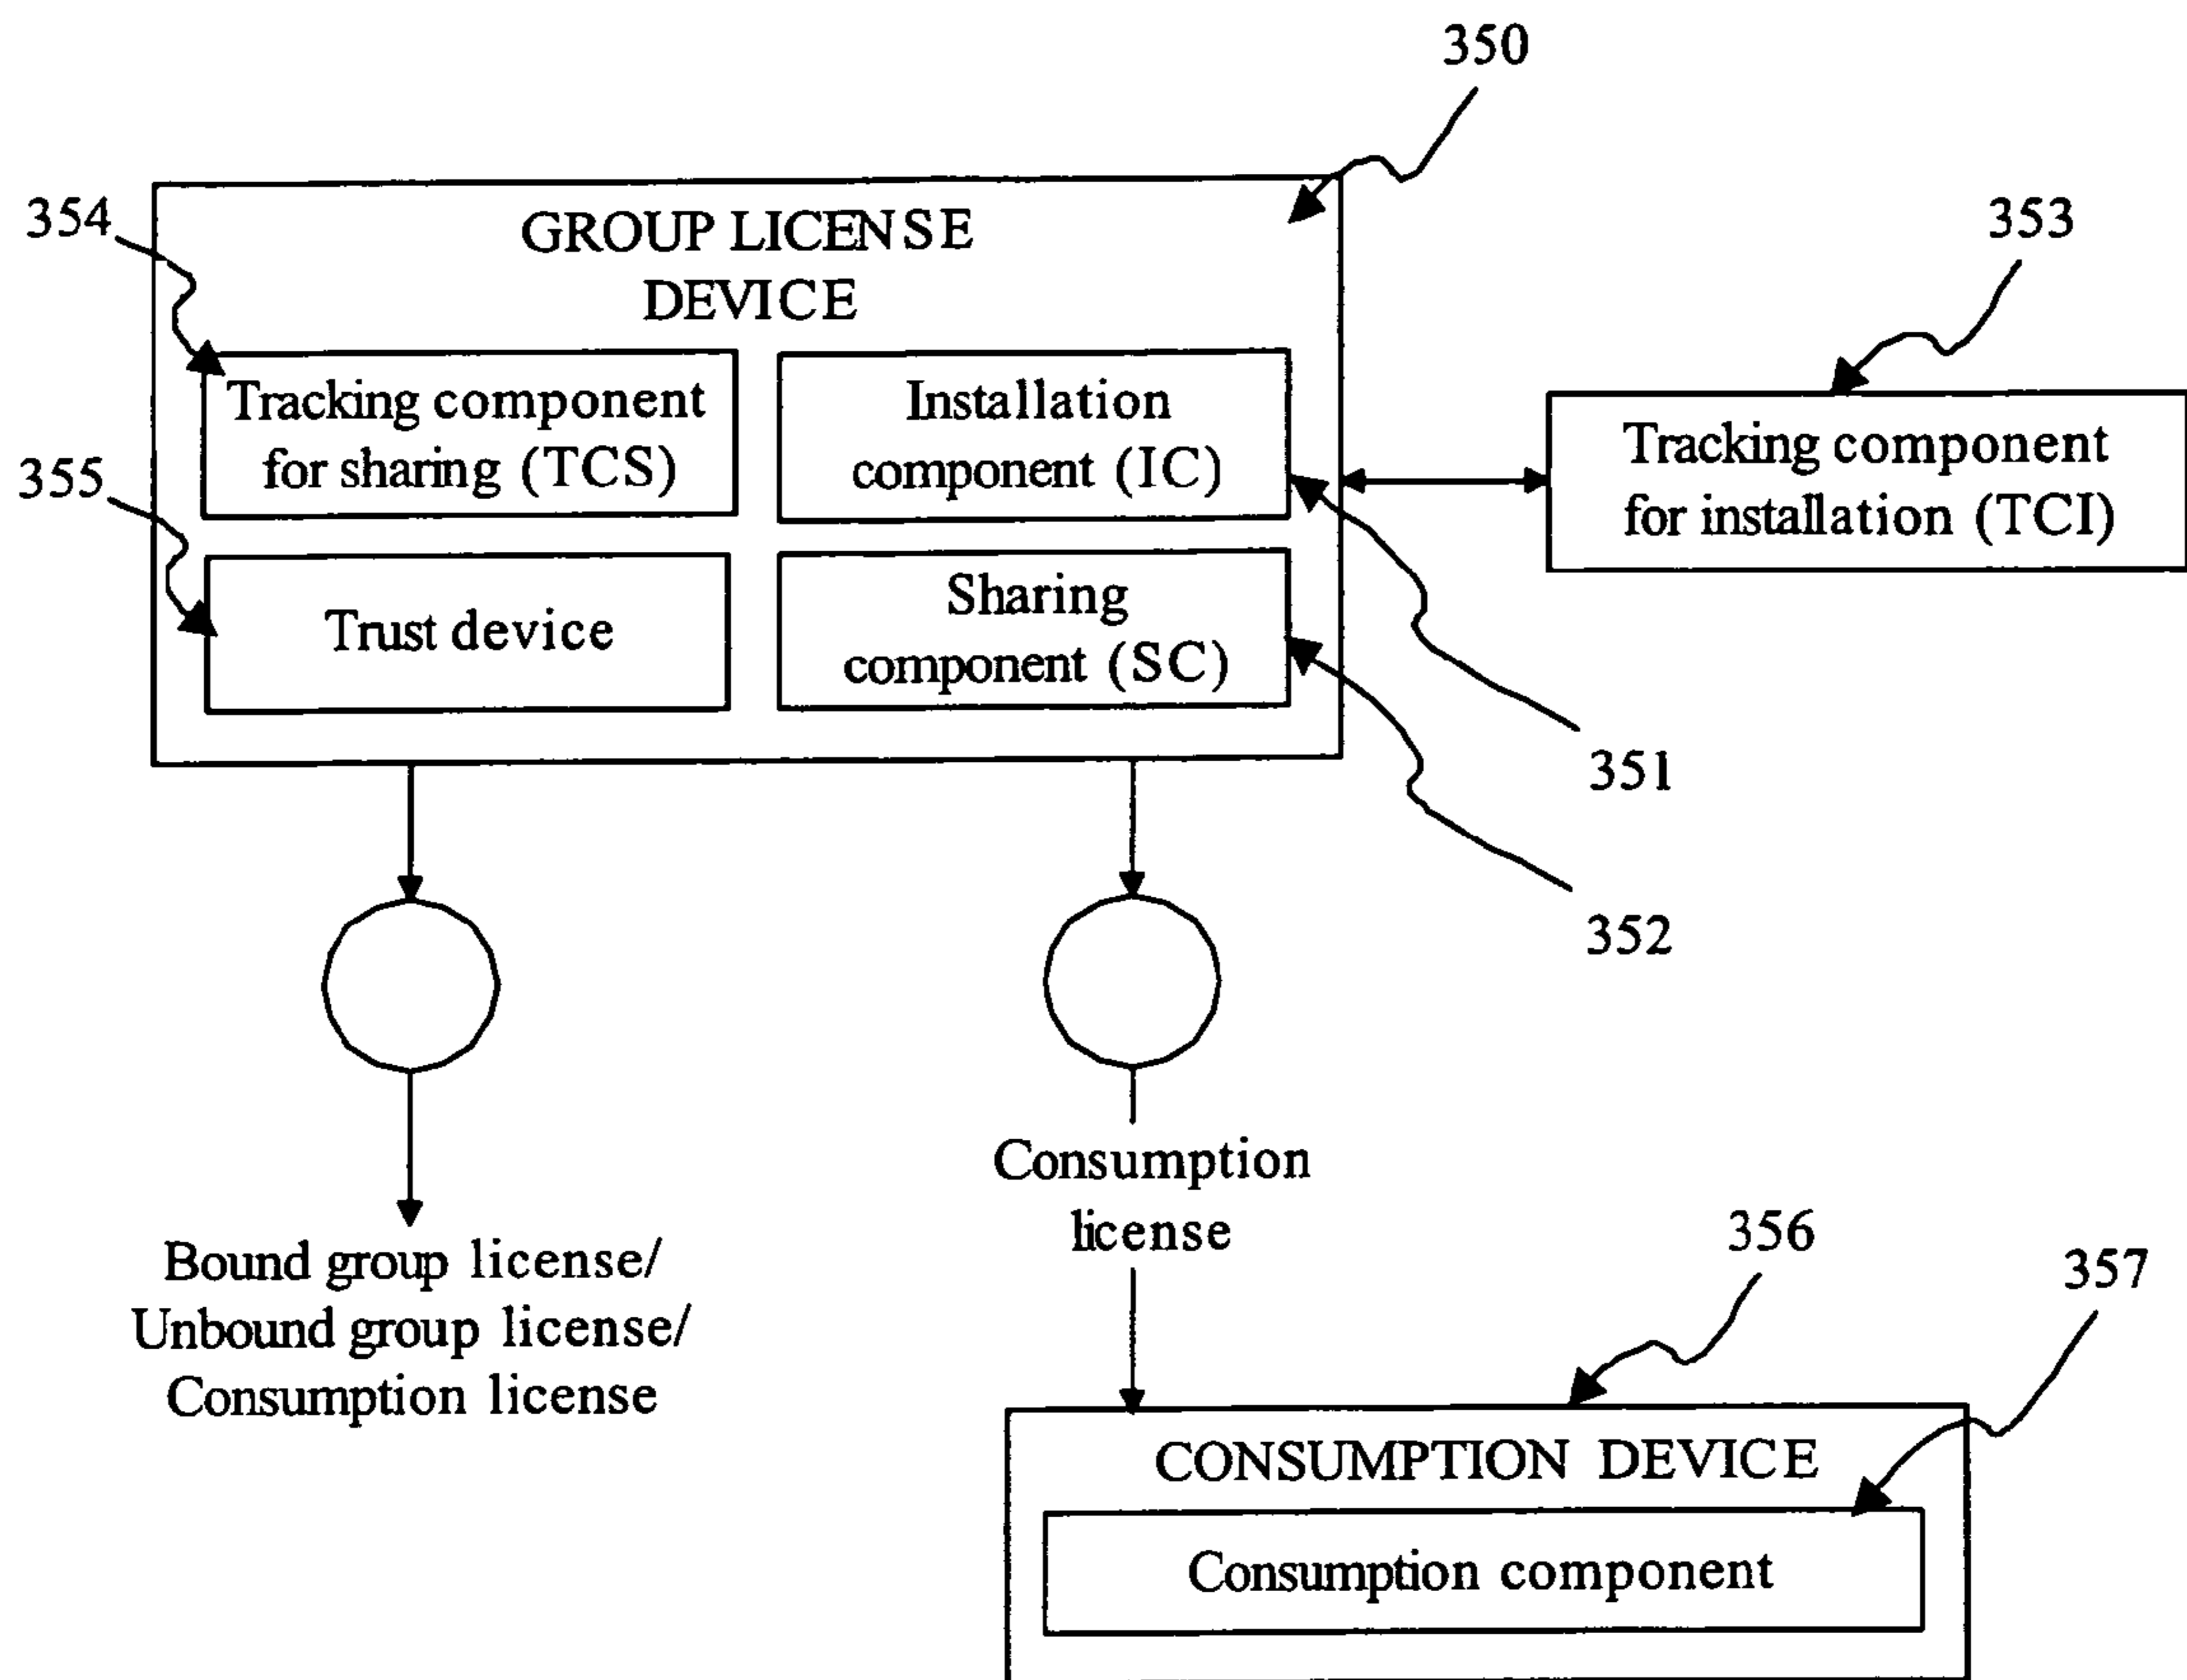 350
354
GROUP LICENSE
DEVICE
353
Tracking component
for sharing (TCS)
Installation
component (IC)
Tracking component
for installation (TCI)
355
Trust device
Sharing
component (SC)
351
352
Consumption
license
Bound group license/
Unbound group license/
Consumption license
356
357
CONSUMPTION DEVICE
Consumption component